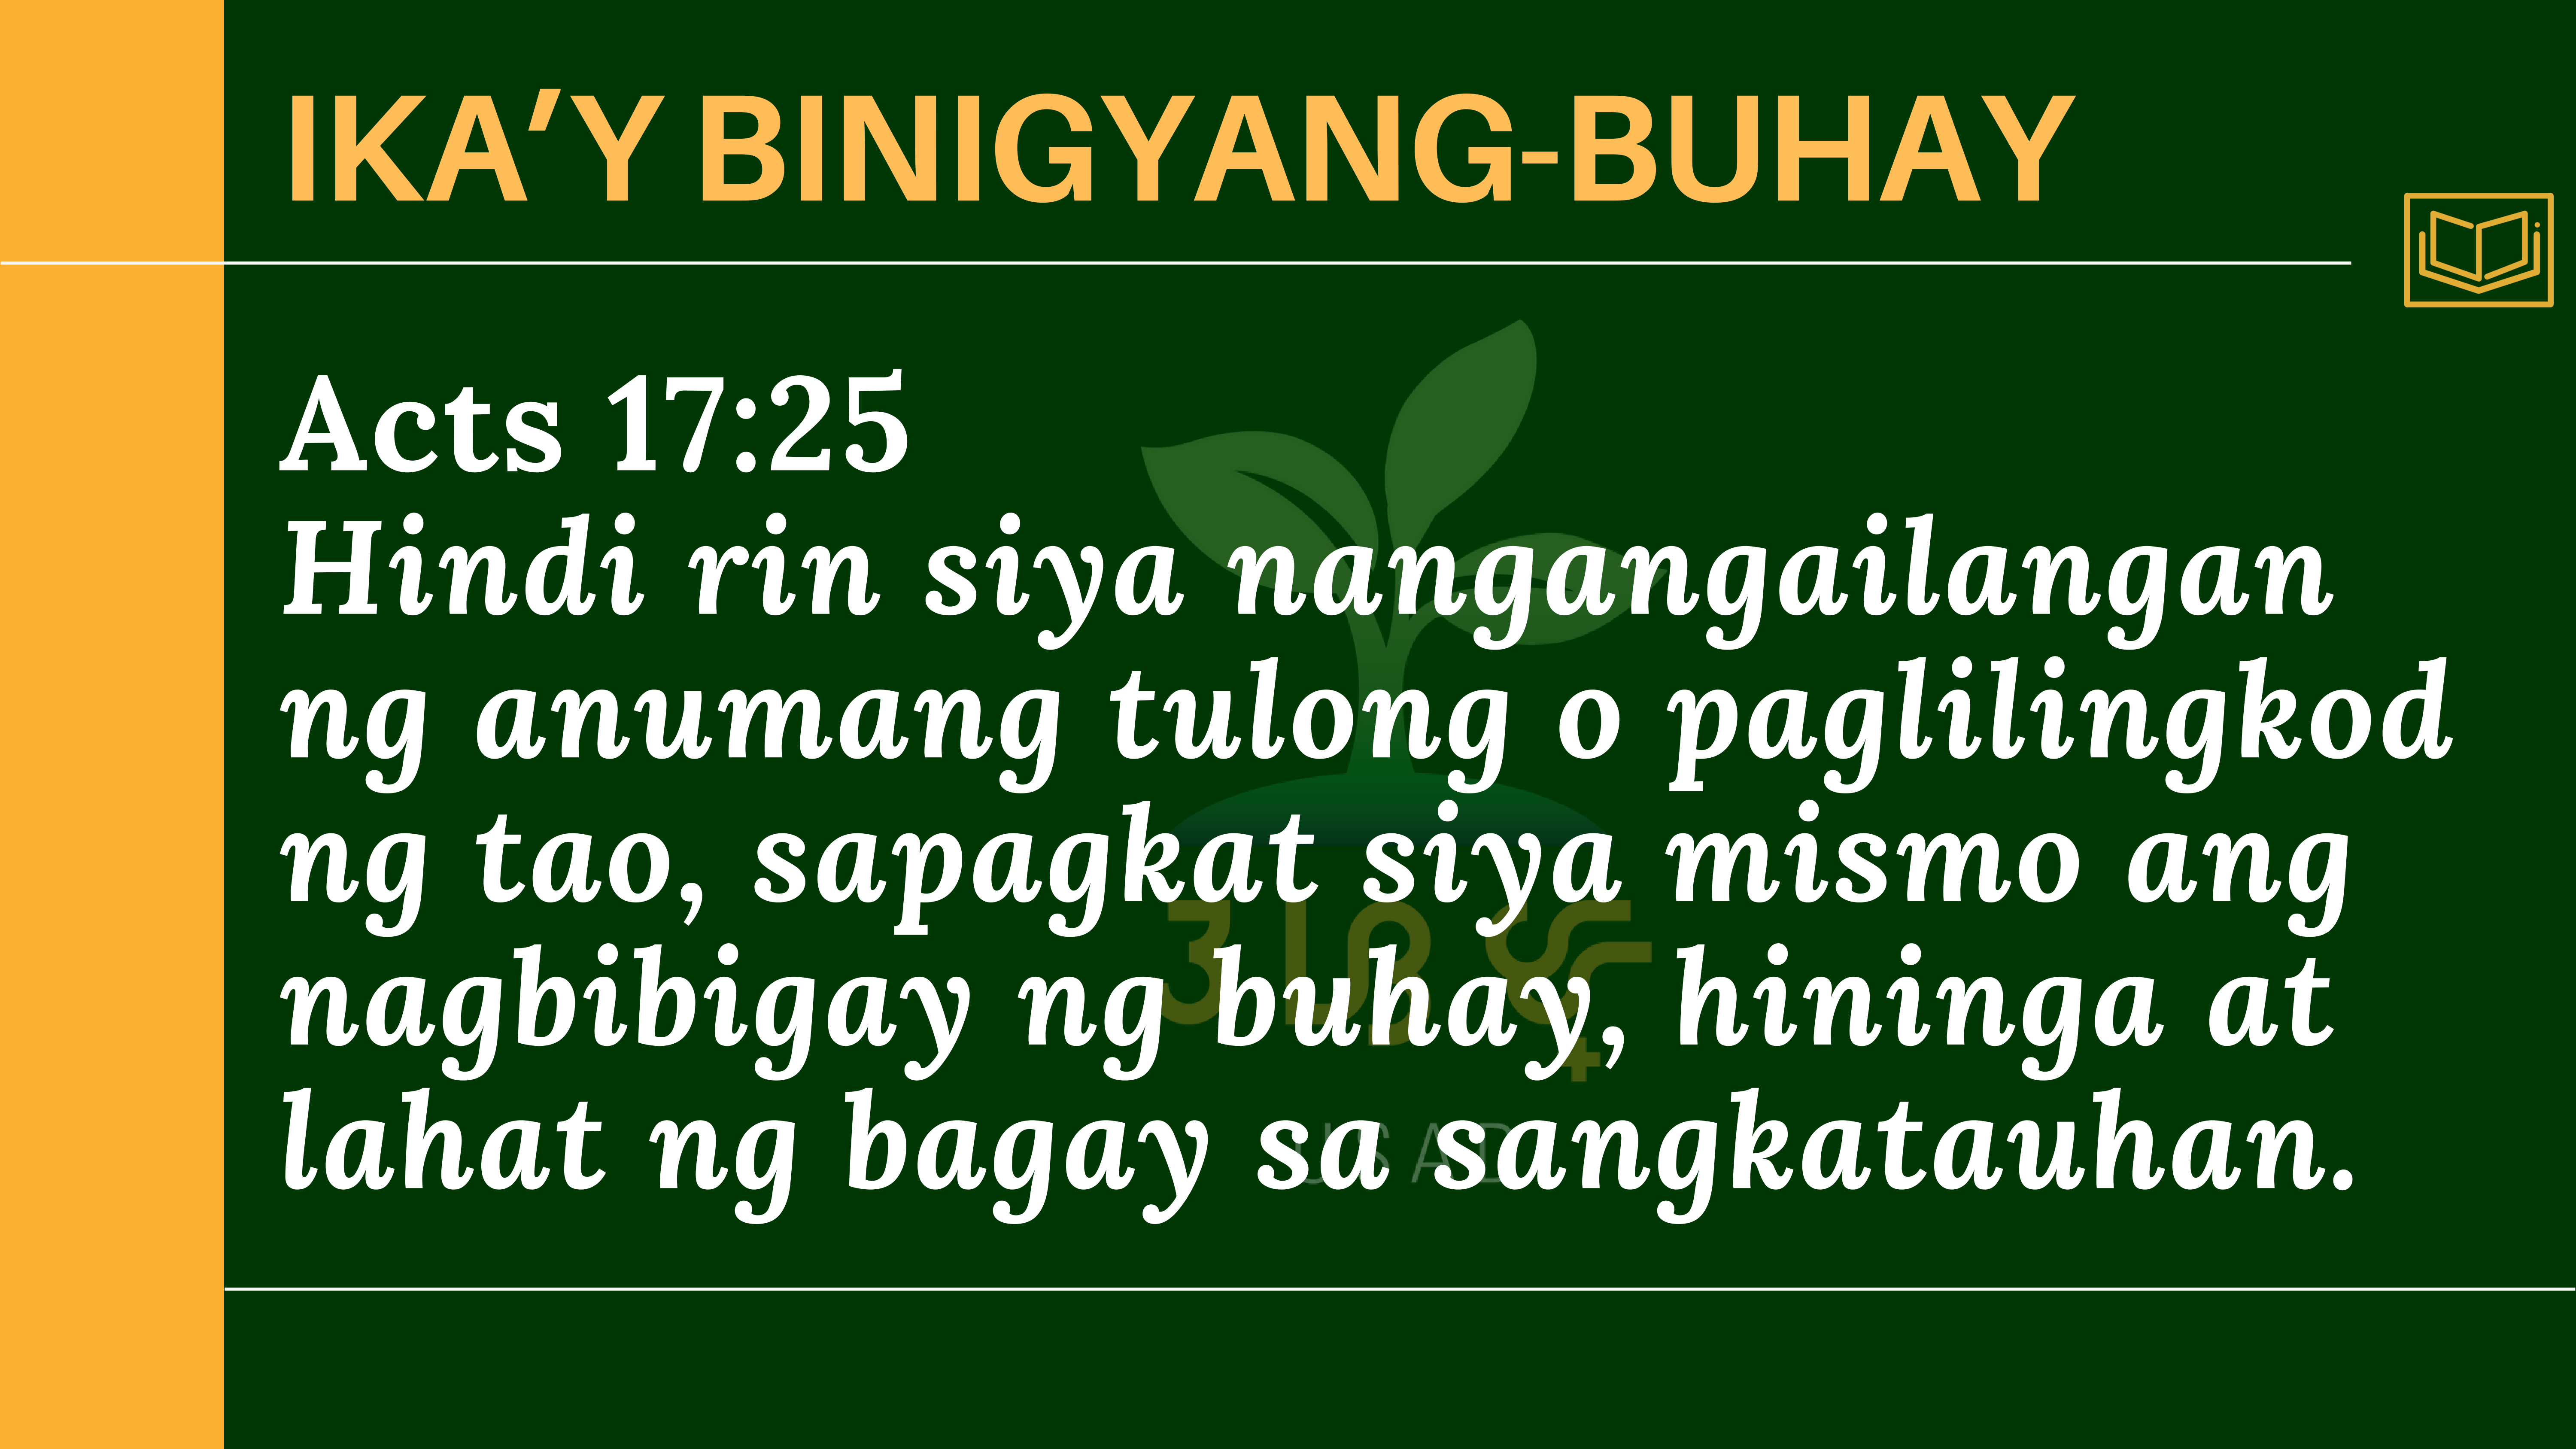 IKA'Y BINIGYANG-BUHAY
Acts 17:25
Hindi rin siya nangangailangan
ng anumang tulong o paglilingkod
ng tao, sapagkat siya mismo ang
nagbibigay ng buhay, hininga at
lahat ng bagay sa sangkatauhan.
USAD